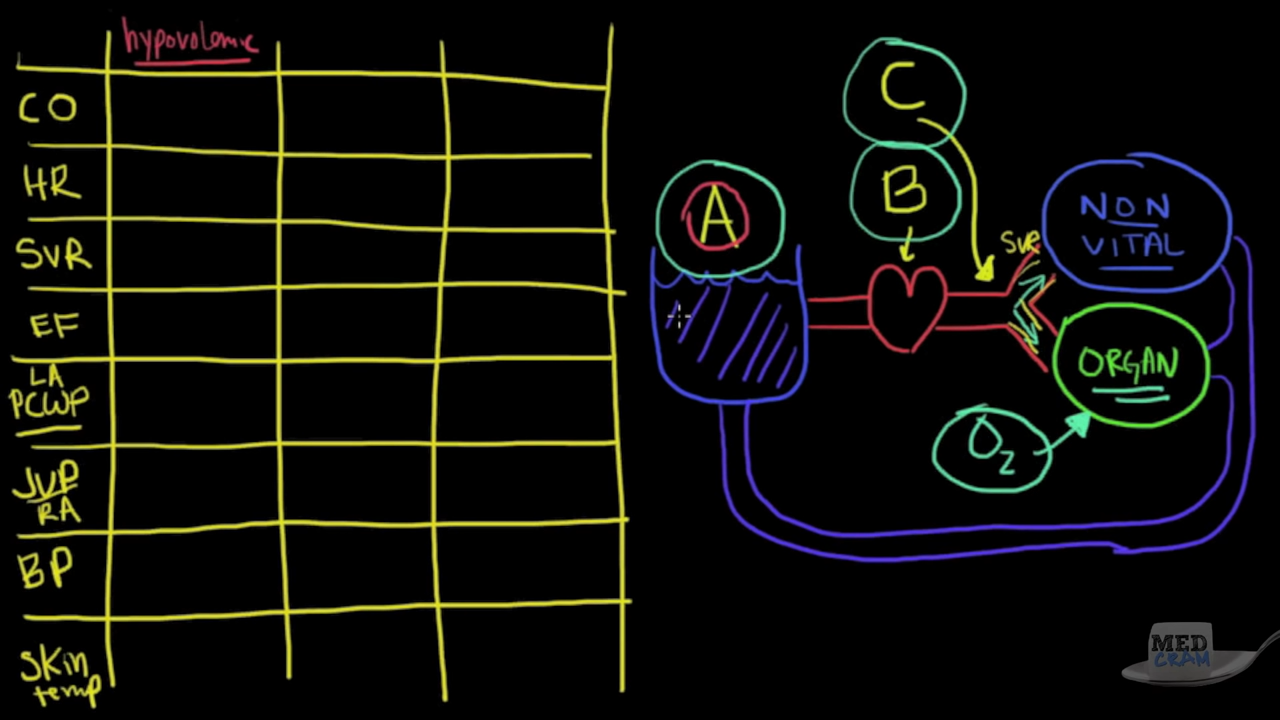 hypovolemic
CO
HR
SVR
EF
LA
PCWP
JVP
RA
BP
Skin
temp
C
B
A
SVR
NON
VITAL
ORGAN
O₂
MED
CRAM